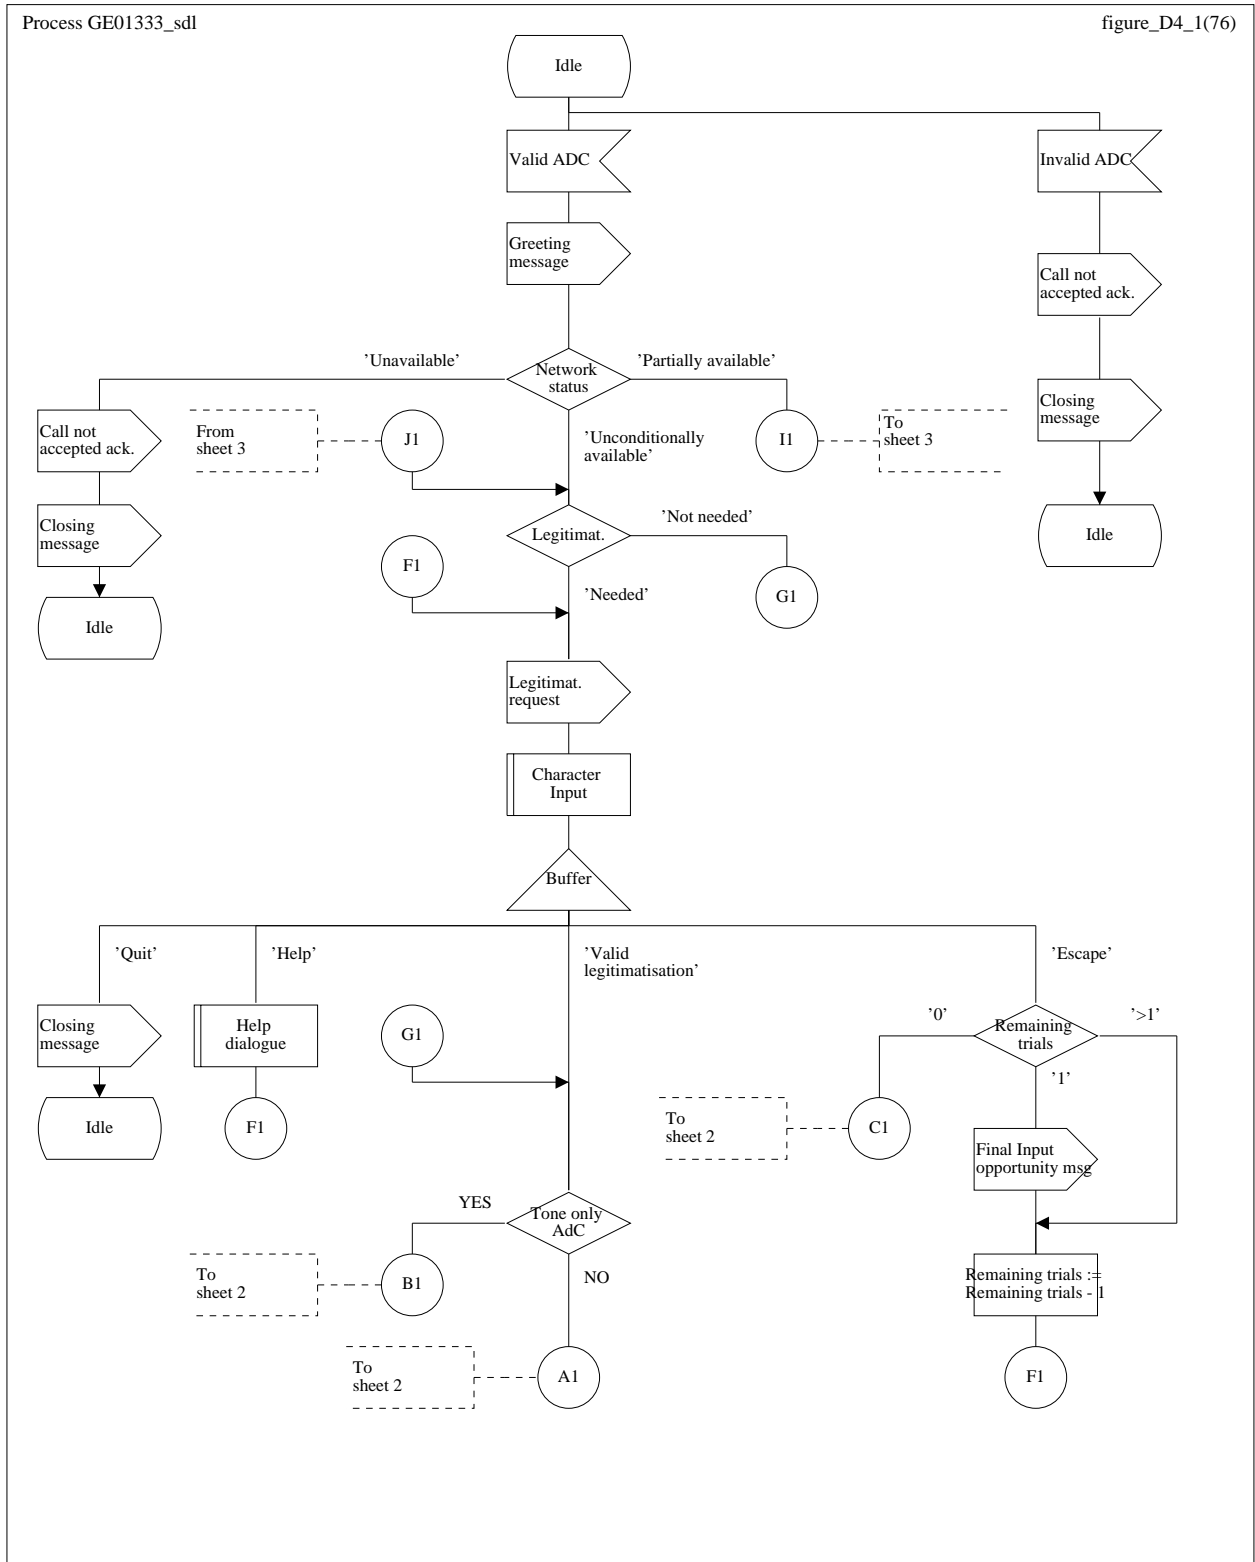 Process GE01333_sdl
figure_D4_1(76)
Idle
Valid ADC
Invalid ADC
Greeting
message
Call not
accepted ack.
’Unavailable’
Network
status
’Partially available’
Closing
message
Call not
accepted ack.
From
sheet 3
J1
’Unconditionally
available’
I1
To
sheet 3
Closing
message
Legitimat.
’Not needed’
Idle
F1
’Needed’
G1
Idle
Legitimat.
request
Character
Input
Buffer
’Quit’
’Help’
’Valid
legitimatisation’
’Escape’
Closing
message
Help
dialogue
G1
’0’
Remaining
trials
’>1’
’1’
Idle
F1
To
sheet 2
C1
Final Input
opportunity msg
YES
Tone only
AdC
To
sheet 2
B1
NO
Remaining trials :=
Remaining trials - 1
To
sheet 2
A1
F1